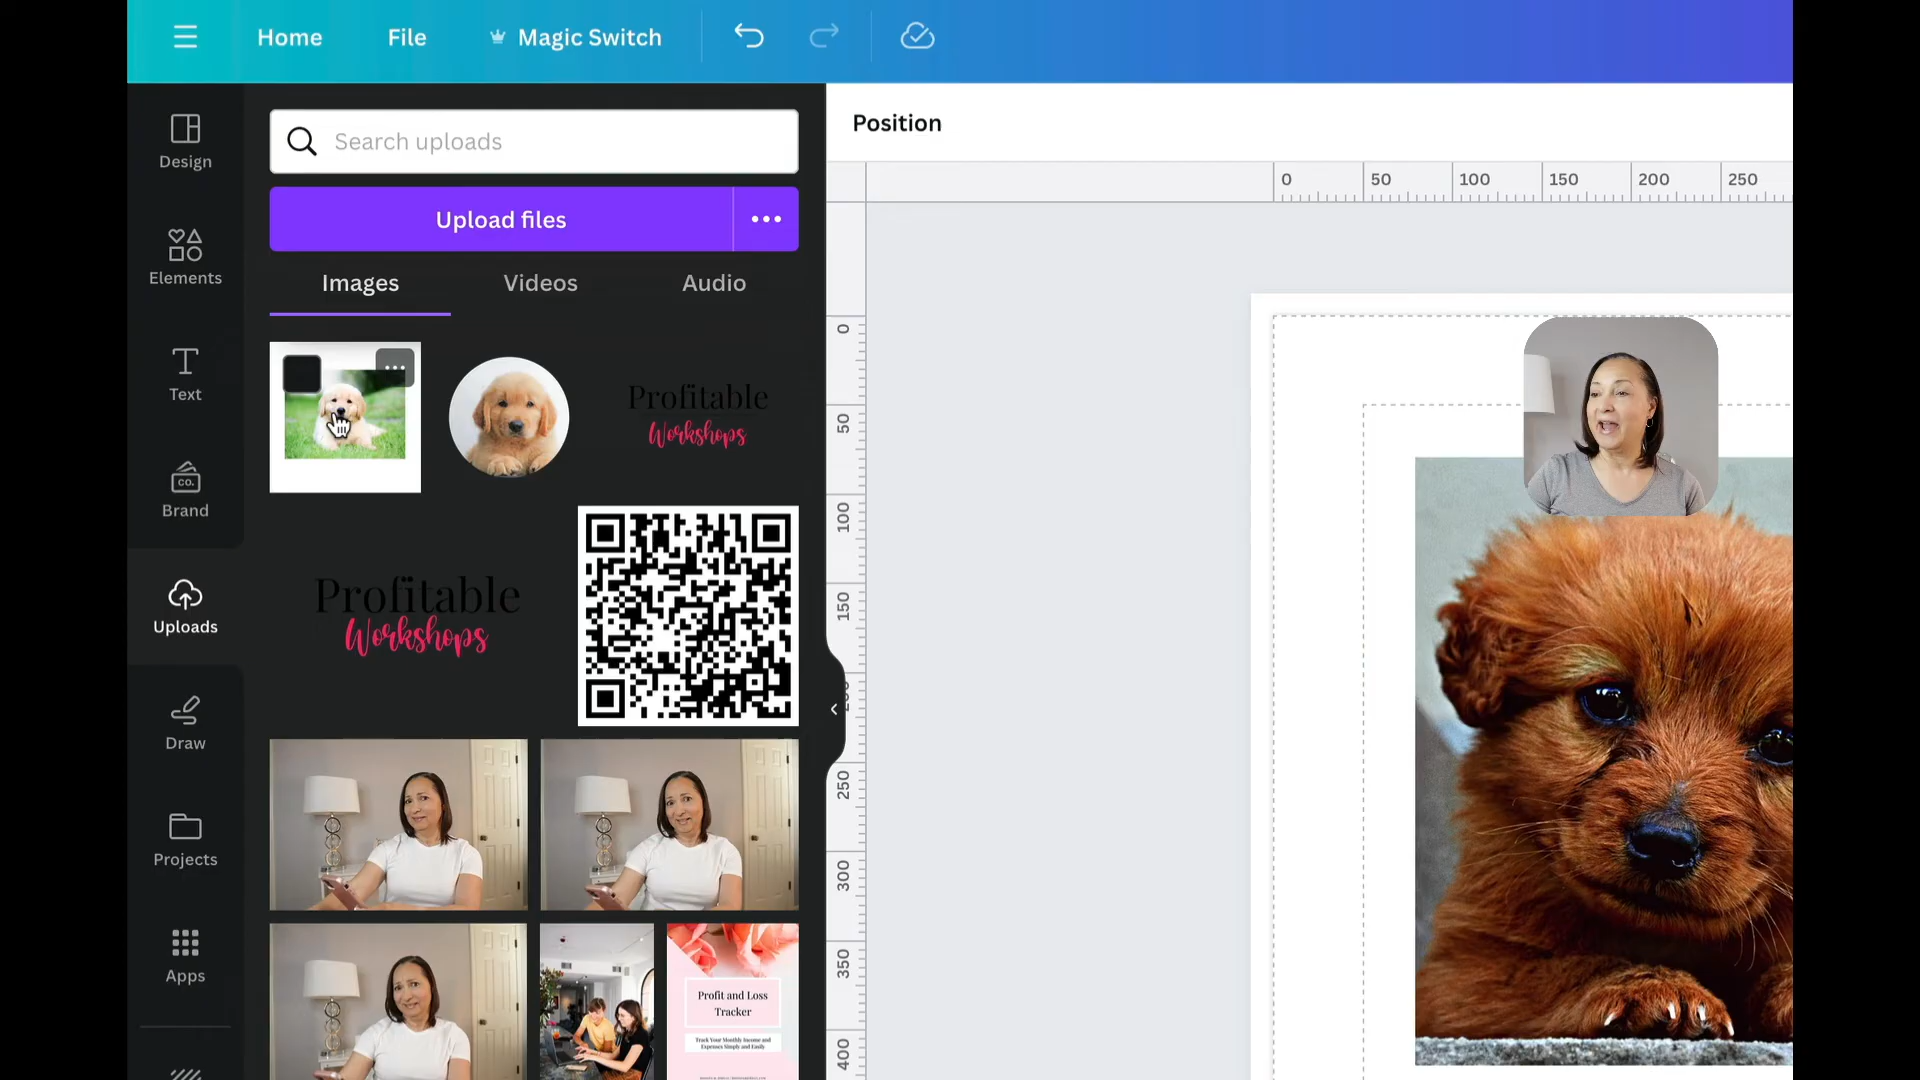 Home
File
Magic Switch
Design
Elements
Text
CO.
Brand
Uploads
Draw
Projects
Apps
Search uploads
Upload files
Images
Videos
Audio
Profitable
Workshops
Profitable
Workshops
Profit and Loss
Tracker
Track Your Monthly Income and
Expenses Simply and Easily
Position
0
50
100
150
200
250
0
50
100
150
250
300
350
400